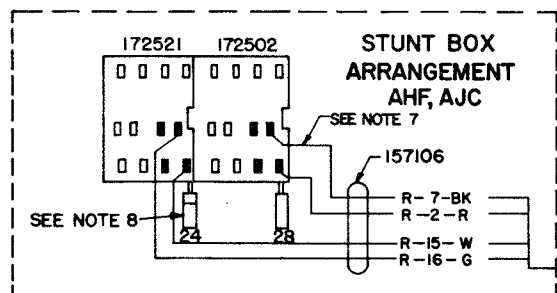 172521 172502
STUNT BOX
ARRANGEMENT
AHF, AJC
SEE NOTE 7
157106
R-7-BK
R-2-R
SEE NOTE 8
24 28
R-15-W
R-16-G